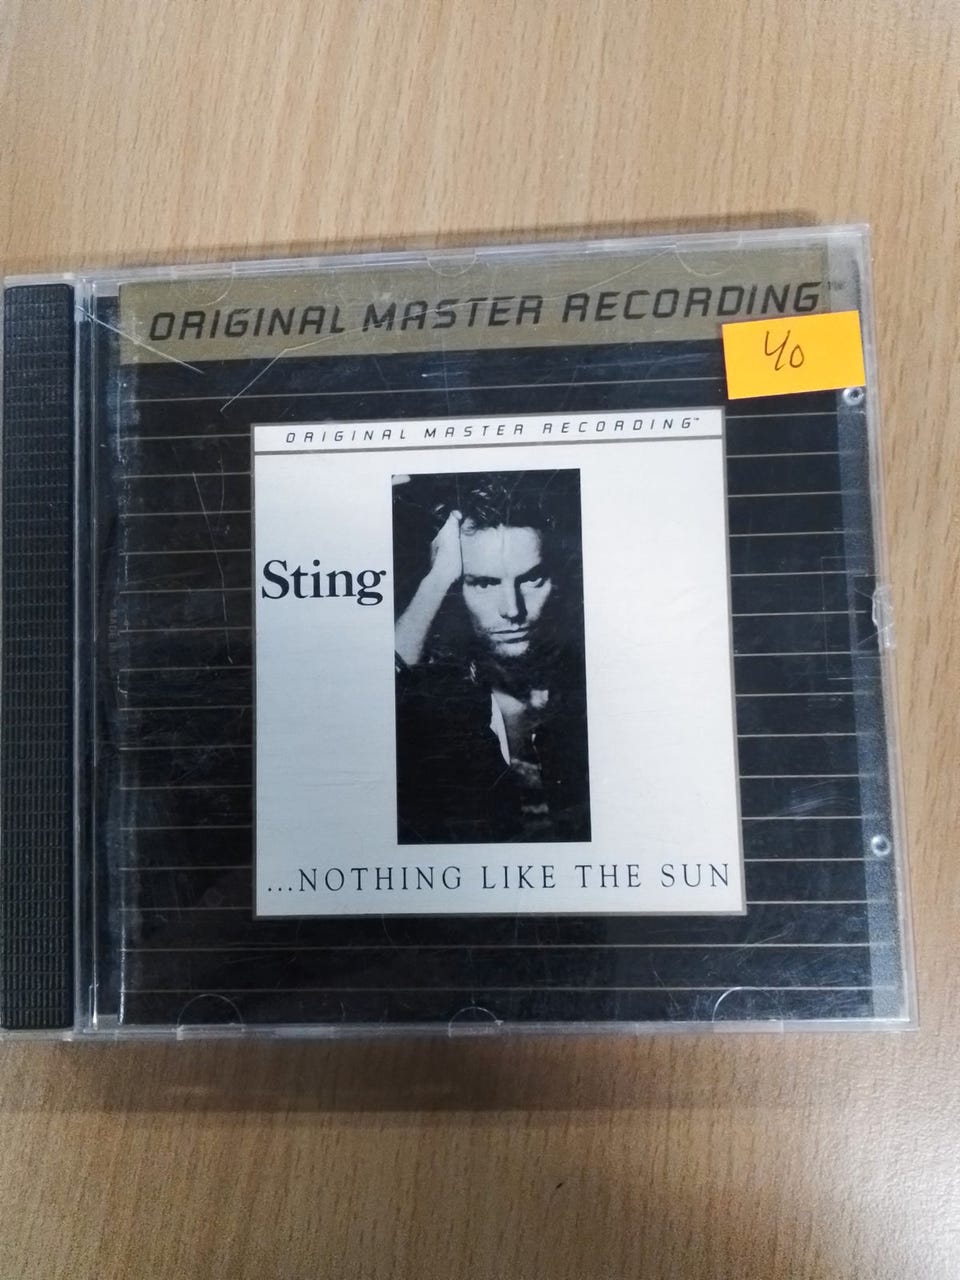 ORIGINAL MASTER RECORDING™
40
ORIGINAL MASTER RECORDING™
Sting
...NOTHING LIKE THE SUN